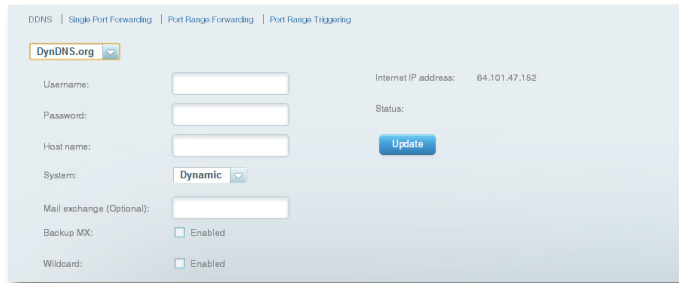 DDNS | Single Port Forwarding | Port Range Forwarding | Port Range Triggering
DynDNS.org
Username:
Password:
Host name:
System: Dynamic
Mail exchange (Optional):
Backup MX: Enabled
Wildcard: Enabled
Internet IP address: 64.101.47.152
Status:
Update